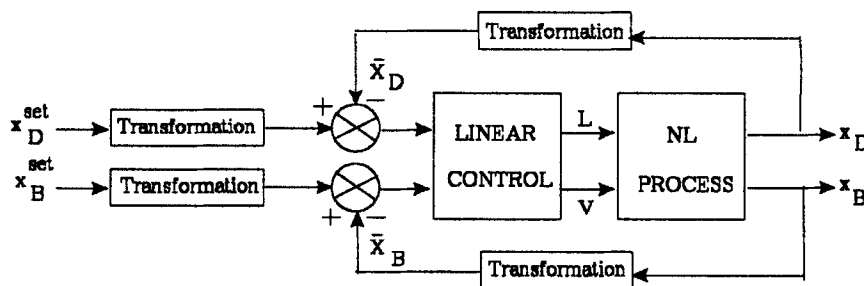 Transformation
X̄ D
x set D
Transformation
+
−
LINEAR CONTROL
L
V
NL PROCESS
x D
x set B
Transformation
+
−
x B
X̄ B
Transformation